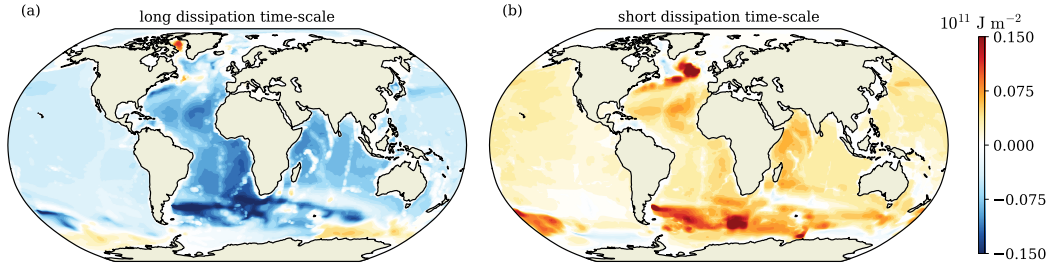 (a)
long dissipation time-scale
(b)
short dissipation time-scale
10¹¹ J m⁻²
0.150
0.075
0.000
−0.075
−0.150